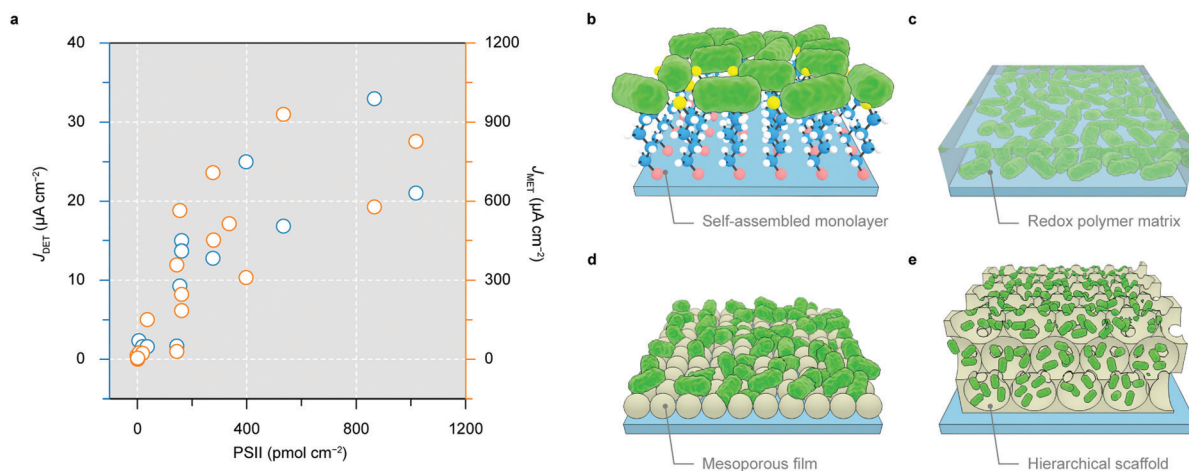 a
40
30
20
10
0
J_DET (μA cm⁻²)
1200
900
600
300
0
J_MET (μA cm⁻²)
0
400
800
1200
PSII (pmol cm⁻²)
b
Self-assembled monolayer
c
Redox polymer matrix
d
Mesoporous film
e
Hierarchical scaffold